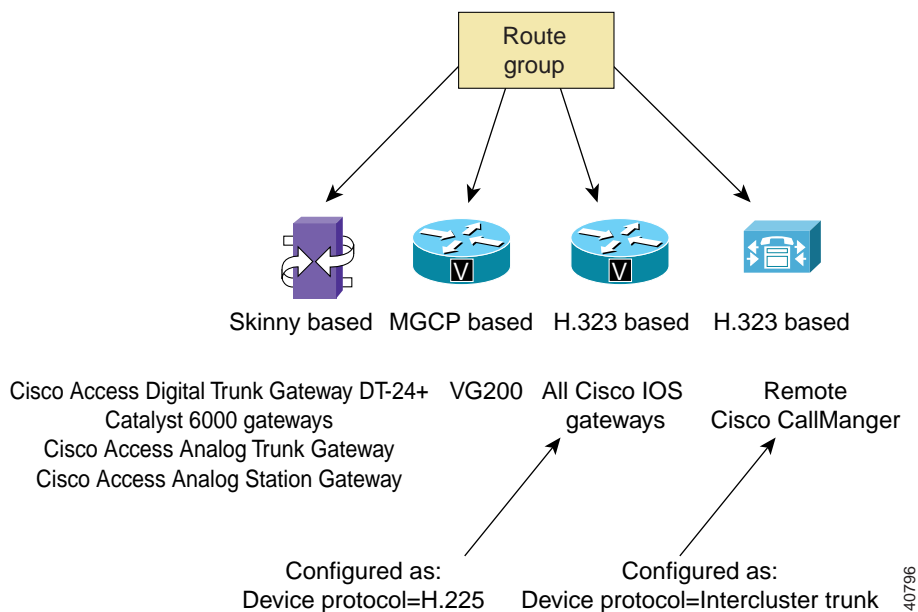 Route
group
V
V
Skinny based
MGCP based
H.323 based
H.323 based
Cisco Access Digital Trunk Gateway DT-24+
Catalyst 6000 gateways
Cisco Access Analog Trunk Gateway
Cisco Access Analog Station Gateway
VG200
All Cisco IOS
gateways
Remote
Cisco CallManger
Configured as:
Device protocol=H.225
Configured as:
Device protocol=Intercluster trunk
40796